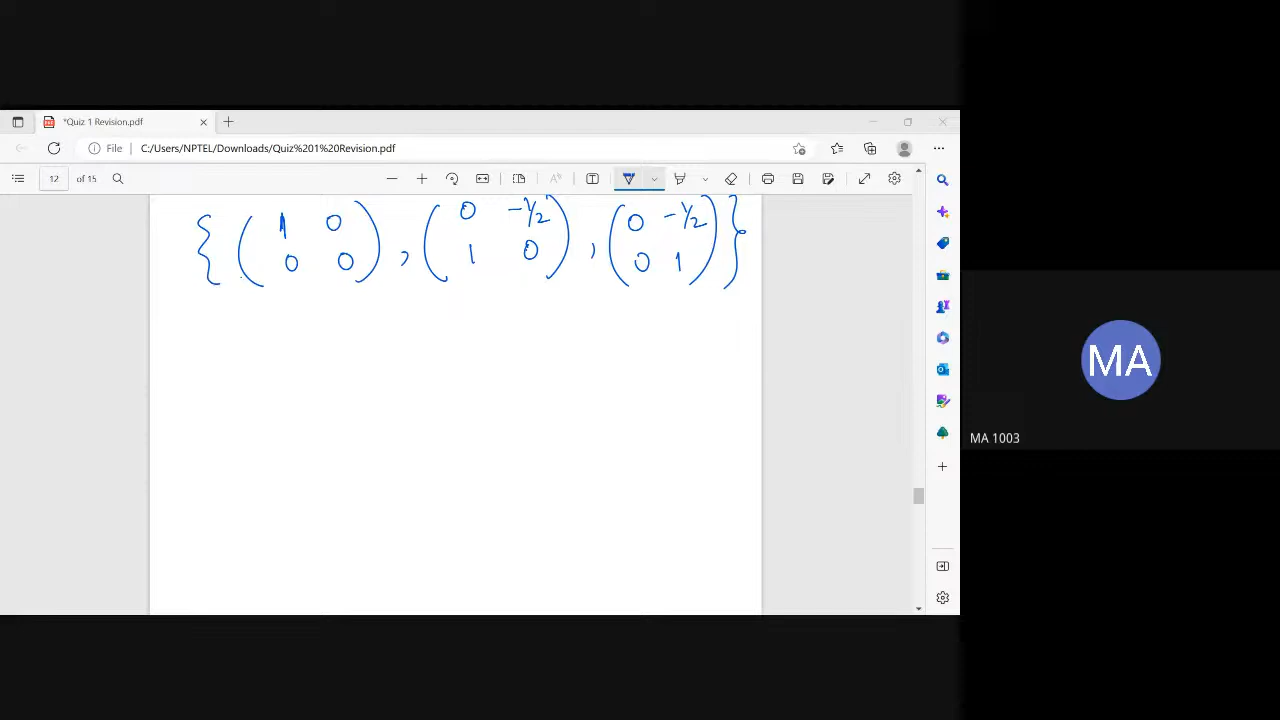 *Quiz 1 Revision.pdf
File C:/Users/NPTEL/Downloads/Quiz%201%20Revision.pdf
12 of 15
{ ( 1 0 ) , ( 0 -1/2 ) , ( 0 -1/2 ) }
( 0 0 ) ( 1 0 ) ( 0 1 )
MA
MA 1003